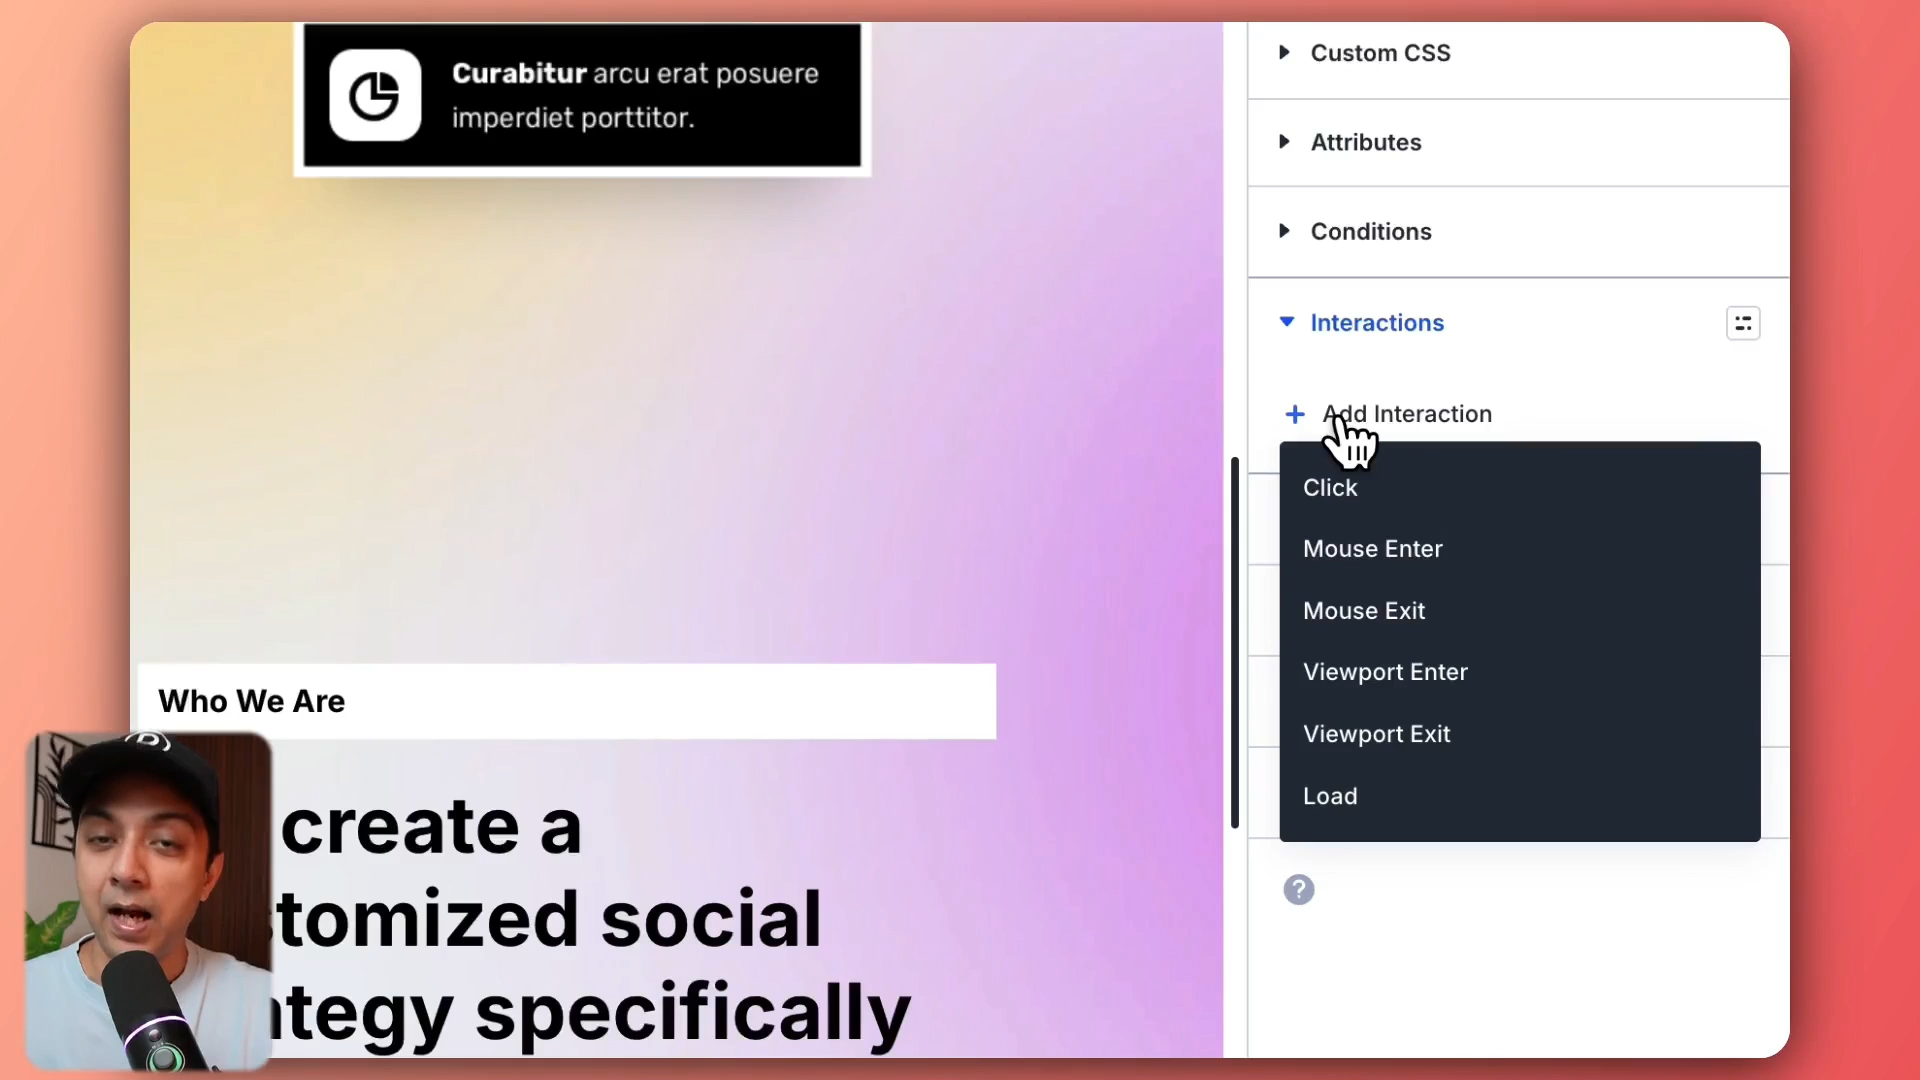 Curabitur arcu erat posuere
imperdiet porttitor.
Custom CSS
Attributes
Conditions
Interactions
Add Interaction
Click
Mouse Enter
Mouse Exit
Viewport Enter
Viewport Exit
Load
?
Who We Are
create a
tomized social
tegy specifically